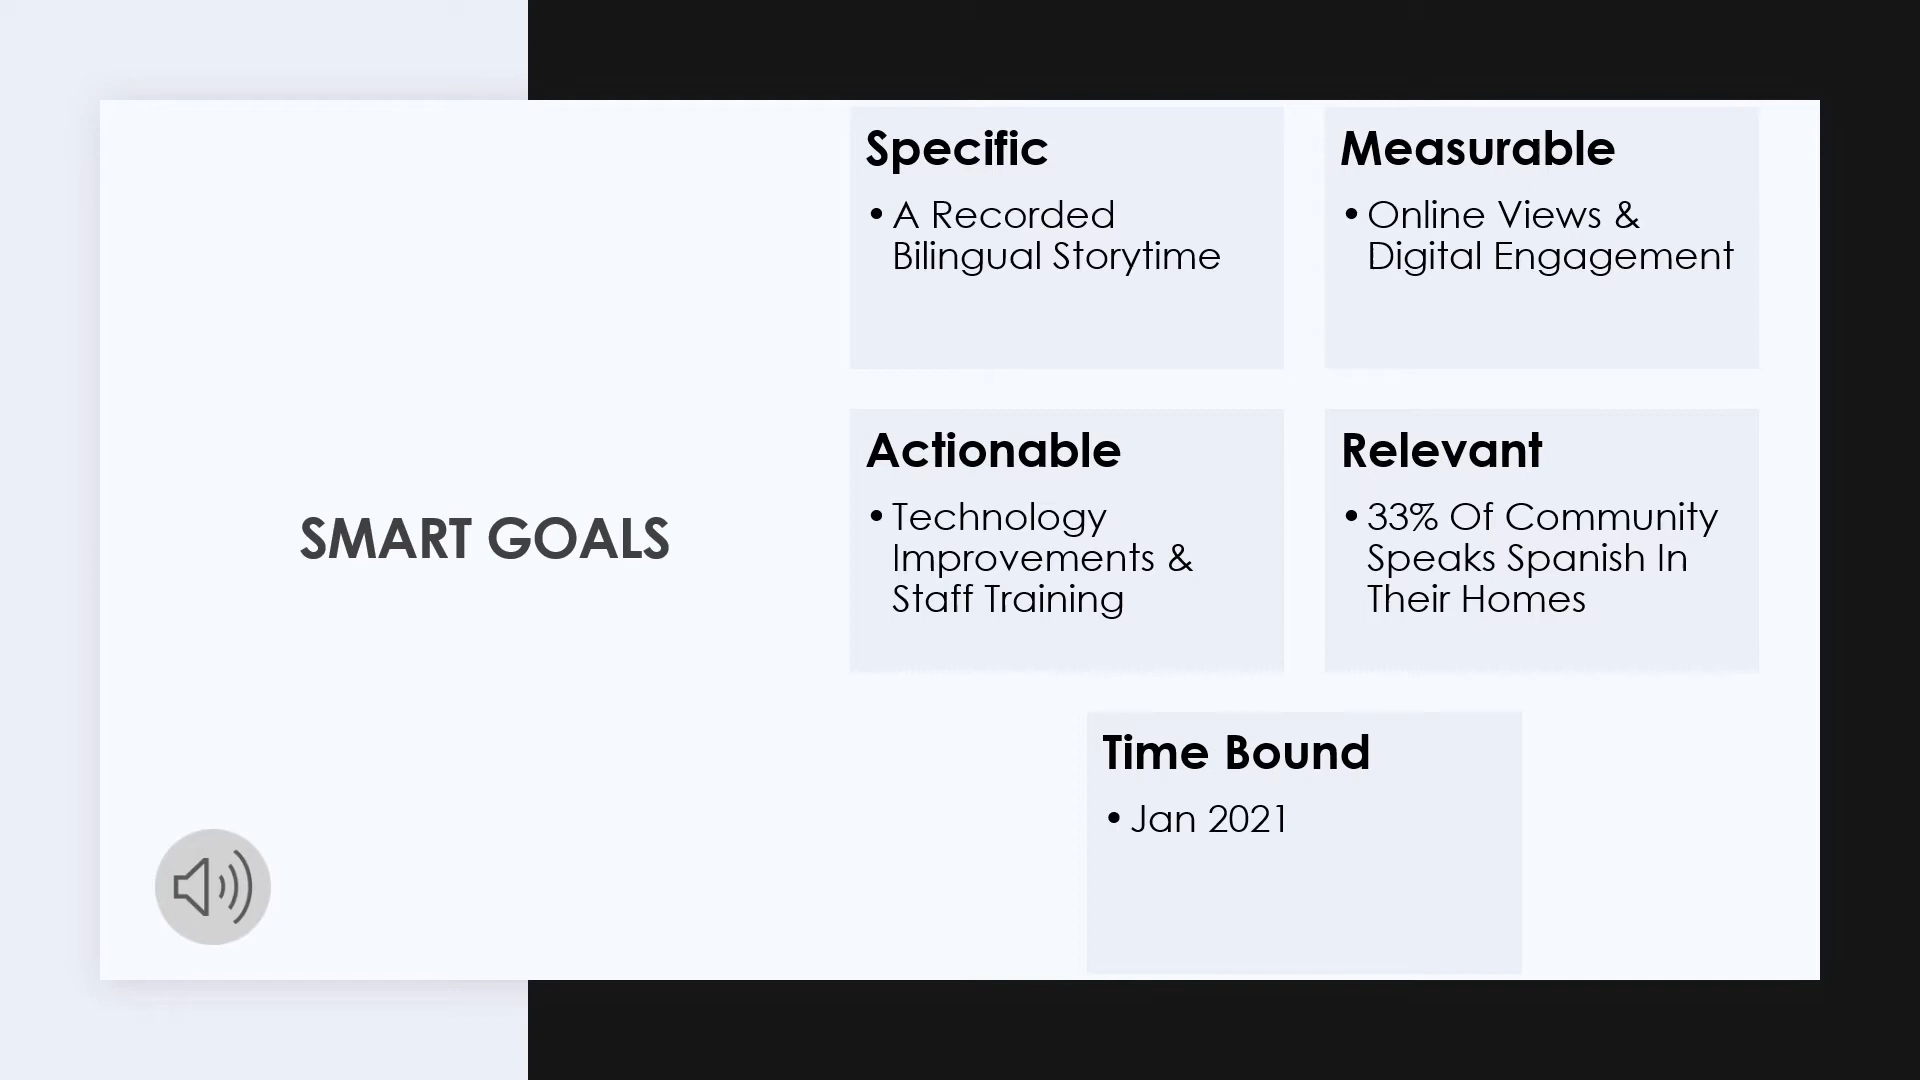 SMART GOALS
Specific
• A Recorded
Bilingual Storytime
Measurable
• Online Views &
Digital Engagement
Actionable
• Technology
Improvements &
Staff Training
Relevant
• 33% Of Community
Speaks Spanish In
Their Homes
Time Bound
• Jan 2021